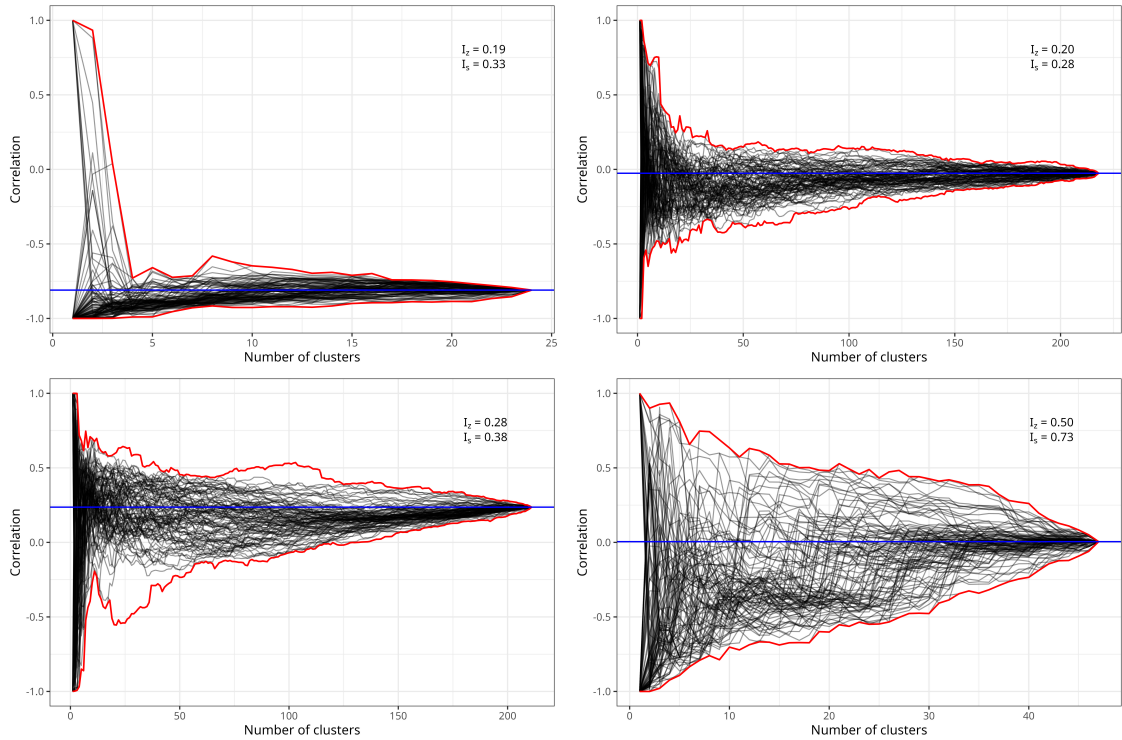 1.0
0.5
0.0
-0.5
-1.0
Correlation
I_z = 0.19
I_s = 0.33
0 5 10 15 20 25
Number of clusters
1.0
0.5
0.0
-0.5
-1.0
Correlation
I_z = 0.20
I_s = 0.28
0 50 100 150 200
Number of clusters
1.0
0.5
0.0
-0.5
-1.0
Correlation
I_z = 0.28
I_s = 0.38
0 50 100 150 200
Number of clusters
1.0
0.5
0.0
-0.5
-1.0
Correlation
I_z = 0.50
I_s = 0.73
0 10 20 30 40
Number of clusters